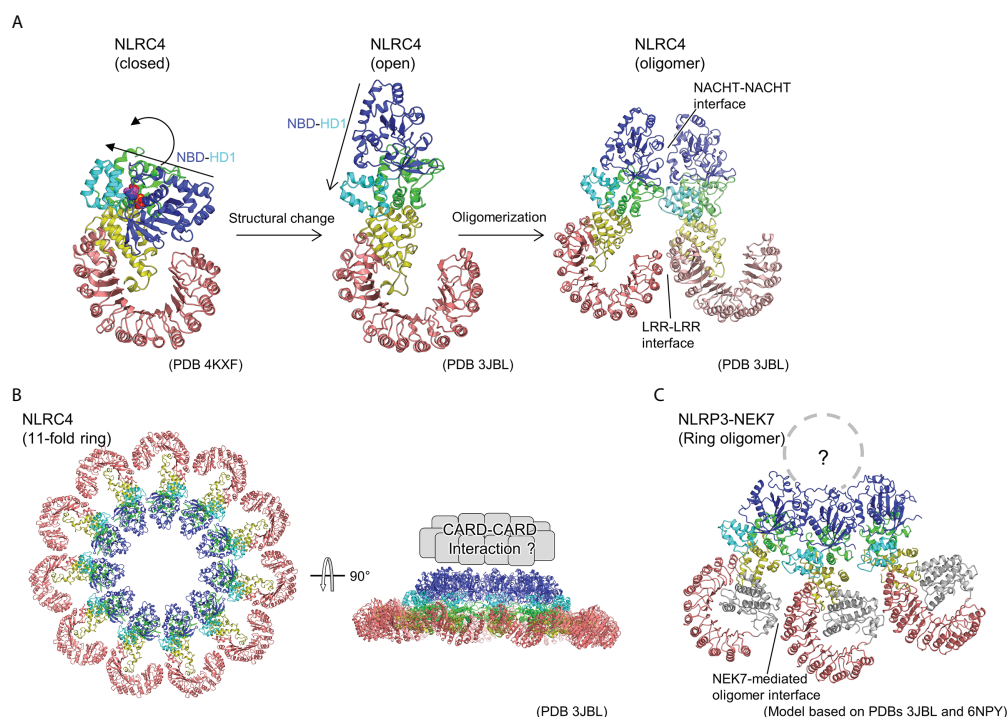 A
NLRC4
(closed)
NBD-HD1
(PDB 4KXF)
Structural change
NLRC4
(open)
NBD-HD1
(PDB 3JBL)
Oligomerization
NLRC4
(oligomer)
NACHT-NACHT
interface
LRR-LRR
interface
(PDB 3JBL)
B
NLRC4
(11-fold ring)
90°
CARD-CARD
Interaction ?
(PDB 3JBL)
C
NLRP3-NEK7
(Ring oligomer)
?
NEK7-mediated
oligomer interface
(Model based on PDBs 3JBL and 6NPY)